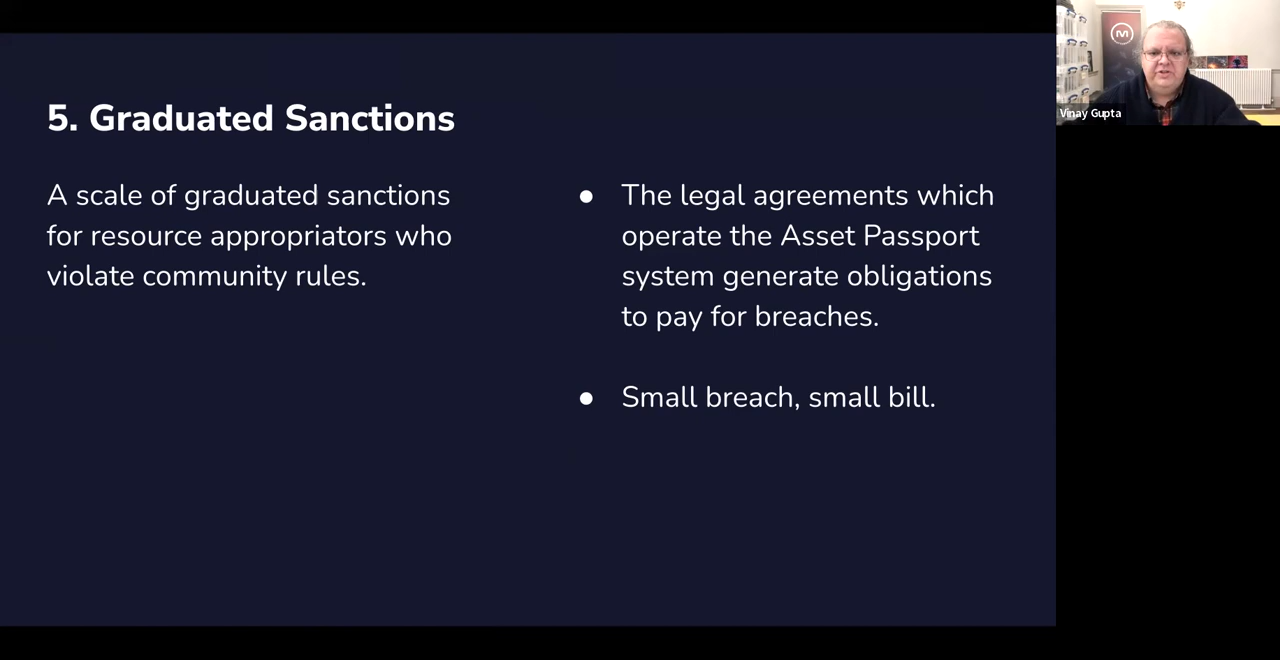 5. Graduated Sanctions
A scale of graduated sanctions
for resource appropriators who
violate community rules.
● The legal agreements which
operate the Asset Passport
system generate obligations
to pay for breaches.
● Small breach, small bill.
Vinay Gupta